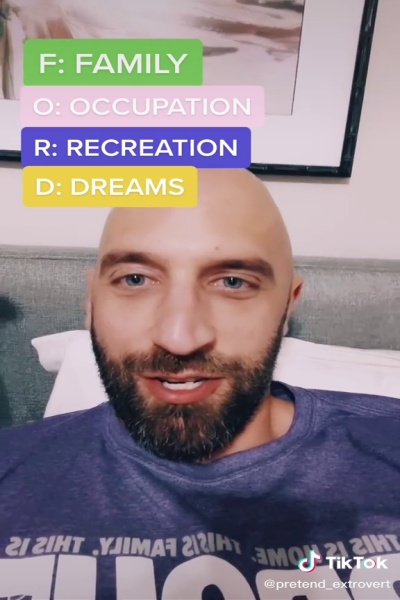 F: FAMILY
O: OCCUPATION
R: RECREATION
D: DREAMS
THIS IS HOME. THIS IS FAMILY. THIS IS
TikTok
@pretend_extrovert